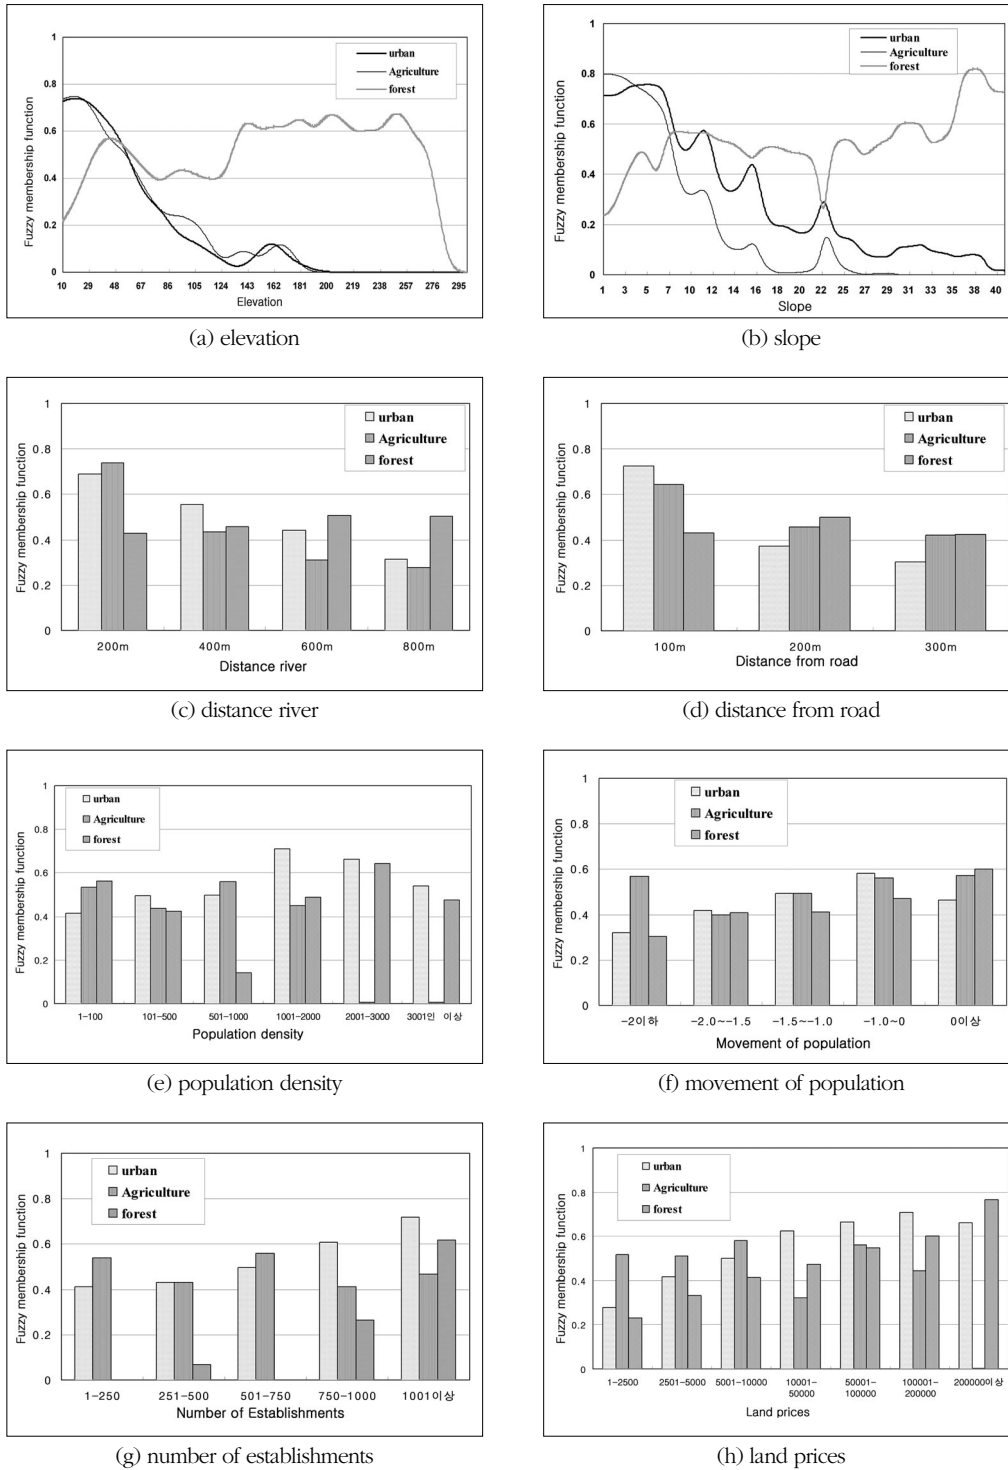 1
0.8
0.6
0.4
0.2
0
Fuzzy membership function
urban
Agriculture
forest
10 29 48 67 86 105 124 143 162 181 200 219 238 257 276 295
Elevation
(a) elevation
1
0.8
0.6
0.4
0.2
0
Fuzzy membership function
urban
Agriculture
forest
1 3 5 7 9 12 14 16 18 20 22 25 27 29 31 33 35 38 40
Slope
(b) slope
1
0.8
0.6
0.4
0.2
0
Fuzzy membership function
urban
Agriculture
forest
200m 400m 600m 800m
Distance river
(c) distance river
1
0.8
0.6
0.4
0.2
0
Fuzzy membership function
urban
Agriculture
forest
100m 200m 300m
Distance from road
(d) distance from road
1
0.8
0.6
0.4
0.2
0
Fuzzy membership function
urban
Agriculture
forest
1-100 101-500 501-1000 1001-2000 2001-3000 3001인 이상
Population density
(e) population density
1
0.8
0.6
0.4
0.2
0
Fuzzy membership function
urban
Agriculture
forest
-2이하 -2.0~-1.5 -1.5~-1.0 -1.0~0 0이상
Movement of population
(f) movement of population
1
0.8
0.6
0.4
0.2
0
Fuzzy membership function
urban
Agriculture
forest
1-250 251-500 501-750 750-1000 1001이상
Number of Establishments
(g) number of establishments
1
0.8
0.6
0.4
0.2
0
Fuzzy membership function
urban
Agriculture
forest
1-2500 2501-5000 5001-10000 10001- 50001- 100001- 200000이상
50000 100000 200000
Land prices
(h) land prices